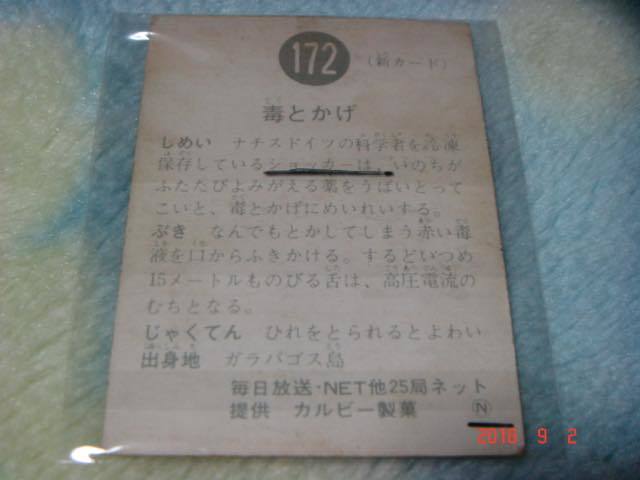 172
(新カード)
毒とかげ
しめい ナチスドイツの科学者を冷凍
保存しているショッカーは、いのちが
ふたたびよみがえる薬をうばいとって
こいと、毒とかげにめいれいする。
ぶき なんでもとかしてしまう赤い毒
液を口からふきかける。するどいつめ
15メートルものびる舌は、高圧電流の
むちとなる。
じゃくてん ひれをとられるとよわい
出身地 ガラパゴス島
毎日放送・NET他25局ネット
提供 カルビー製菓 Ⓝ
2018 9 2